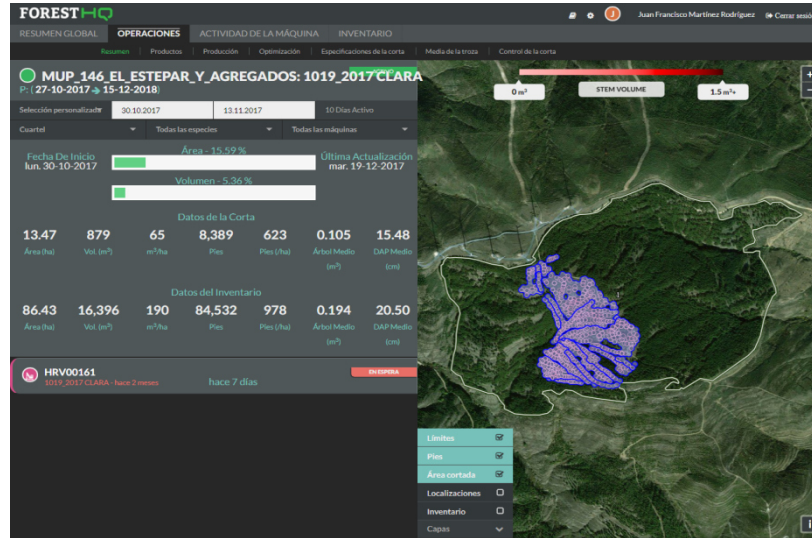 FORESTHQ
J Juan Francisco Martínez Rodríguez Cerrar sesió
RESUMEN GLOBAL OPERACIONES ACTIVIDAD DE LA MÁQUINA INVENTARIO
Resumen Productos Producción Optimización Especificaciones de la corta Media de la troza Control de la corta
MUP_146_EL_ESTEPAR_Y_AGREGADOS: 1019_2017 CLARA
P: ( 27-10-2017 → 15-12-2018)
Selección personalizada 30.10.2017 13.11.2017 10 Días Activo
Cuartel Todas las especies Todas las máquinas
Fecha De Inicio
lun. 30-10-2017
Área - 15.59 %
Volumen - 5.36 %
Última Actualización
mar. 19-12-2017
Datos de la Corta
13.47 879 65 8,389 623 0.105 15.48
Área (ha) Vol. (m³) m³/ha Pies Pies (/ha) Árbol Medio (m³) DAP Medio (cm)
Datos del Inventario
86.43 16,396 190 84,532 978 0.194 20.50
Área (ha) Vol. (m³) m³/ha Pies Pies (/ha) Árbol Medio (m³) DAP Medio (cm)
HRV00161
1019_2017 CLARA - hace 2 meses
hace 7 días
EN ESPERA
0 m³ STEM VOLUME 1.5 m³+
+
−
Límites
Pies
Área cortada
Localizaciones
Inventario
Capas
i